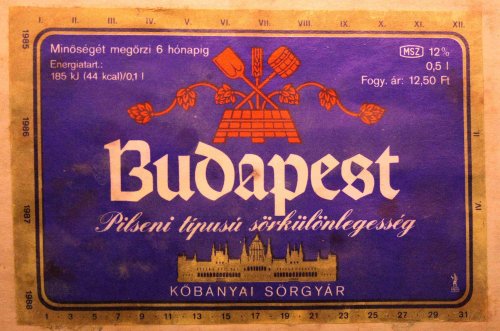 I. II. III. IV. V. VI. VII. VIII. IX. X. XI. XII.
1985
Minőségét megőrzi 6 hónapig
Energiatart.:
185 kJ (44 kcal)/0,1 l
MSZ 12%
0,5 l
Fogy. ár: 12,50 Ft
1986
II.
Budapest
1987
IV.
Pilseni típusú sörkülönlegesség
KŐBÁNYAI SÖRGYÁR
1988
1 3 5 7 9 11 13 15 17 19 21 23 25 27 29 31